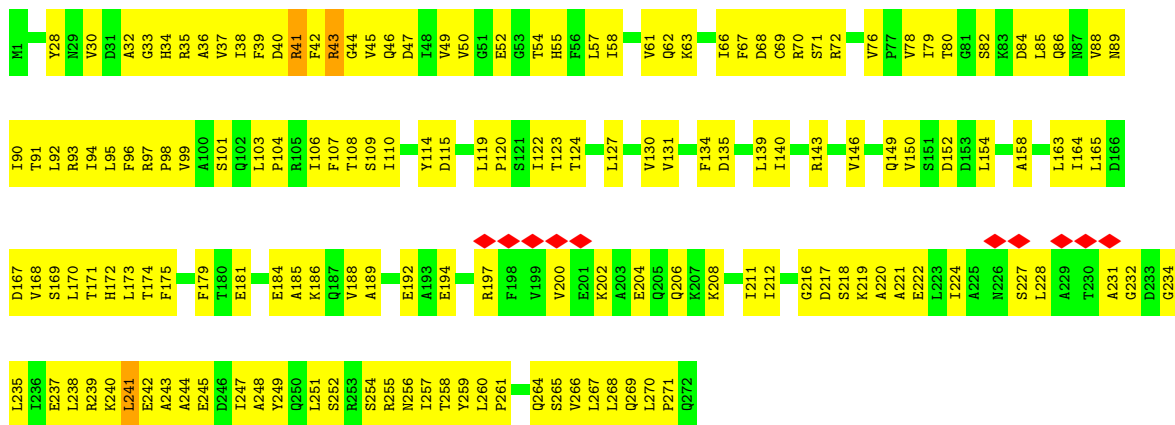 M1 Y28 N29 V30 D31 A32 G33 H34 R35 A36 V37 I38 F39 D40 R41 F42 R43 G44 V45 Q46 D47 I48 V49 V50 G51 E52 G53 T54 H55 F56 L57 I58 V61 Q62 K63 I66 F67 D68 C69 R70 S71 R72 V76 P77 V78 I79 T80 G81 S82 K83 D84 L85 Q86 N87 V88 N89
I90 T91 L92 R93 I94 L95 F96 R97 P98 V99 A100 S101 Q102 L103 P104 R105 I106 F107 T108 S109 I110 Y114 D115 L119 P120 S121 I122 T123 T124 L127 V130 V131 F134 D135 L139 I140 R143 V146 Q149 V150 S151 D152 D153 L154 A158 L163 I164 L165 D166
D167 V168 S169 L170 T171 H172 L173 T174 F175 F179 T180 E181 E184 A185 K186 Q187 V188 A189 E192 A193 E194 R197 F198 V199 V200 E201 K202 A203 E204 Q205 Q206 K207 K208 I211 I212 G216 D217 S218 K219 A220 A221 E222 L223 I224 A225 N226 S227 L228 A229 T230 A231 G232 D233 G234
L235 I236 E237 L238 R239 K240 L241 E242 A243 A244 E245 D246 I247 A248 Y249 Q250 L251 S252 R253 S254 R255 N256 I257 T258 Y259 L260 P261 Q264 S265 V266 L267 L268 Q269 L270 P271 Q272